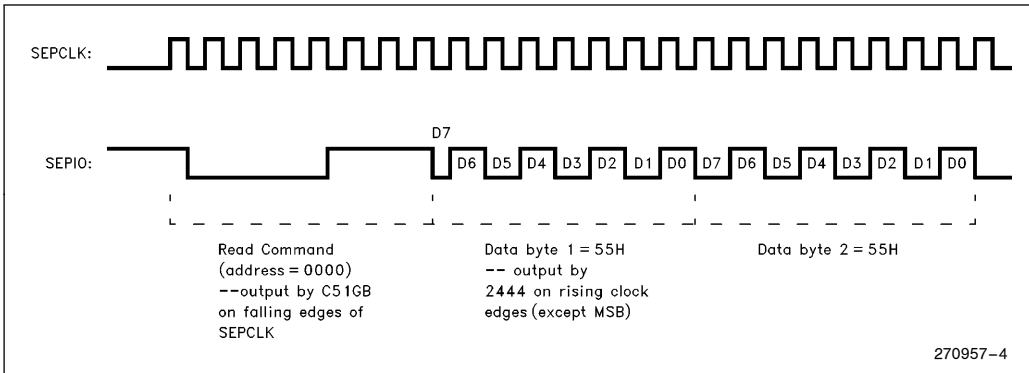 SEPCLK:
D7
SEPIO:
D6 D5 D4 D3 D2 D1 D0 D7 D6 D5 D4 D3 D2 D1 D0
Read Command
(address = 0000)
--output by C51GB
on falling edges of
SEPCLK
Data byte 1 = 55H
-- output by
2444 on rising clock
edges (except MSB)
Data byte 2 = 55H
270957-4